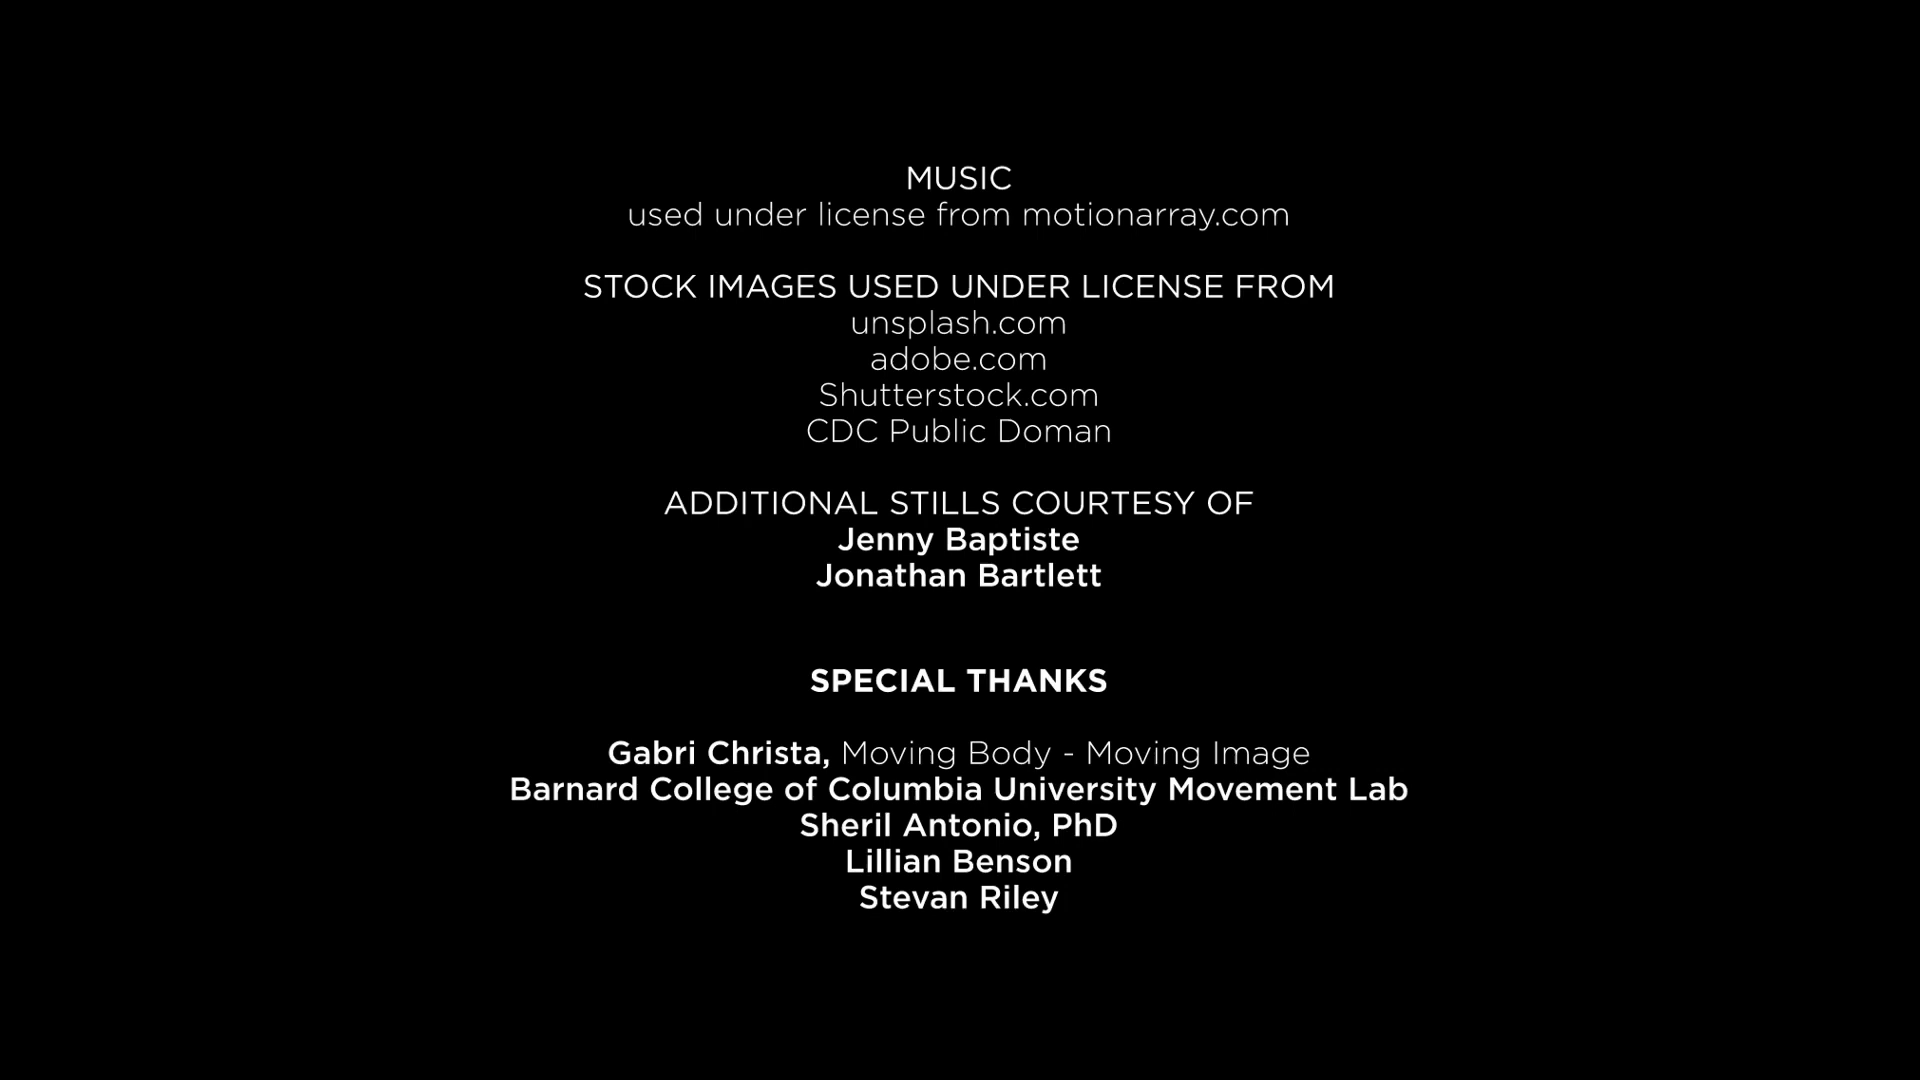 MUSIC
used under license from motionarray.com
STOCK IMAGES USED UNDER LICENSE FROM
unsplash.com
adobe.com
Shutterstock.com
CDC Public Doman
ADDITIONAL STILLS COURTESY OF
Jenny Baptiste
Jonathan Bartlett
SPECIAL THANKS
Gabri Christa, Moving Body - Moving Image
Barnard College of Columbia University Movement Lab
Sheril Antonio, PhD
Lillian Benson
Stevan Riley